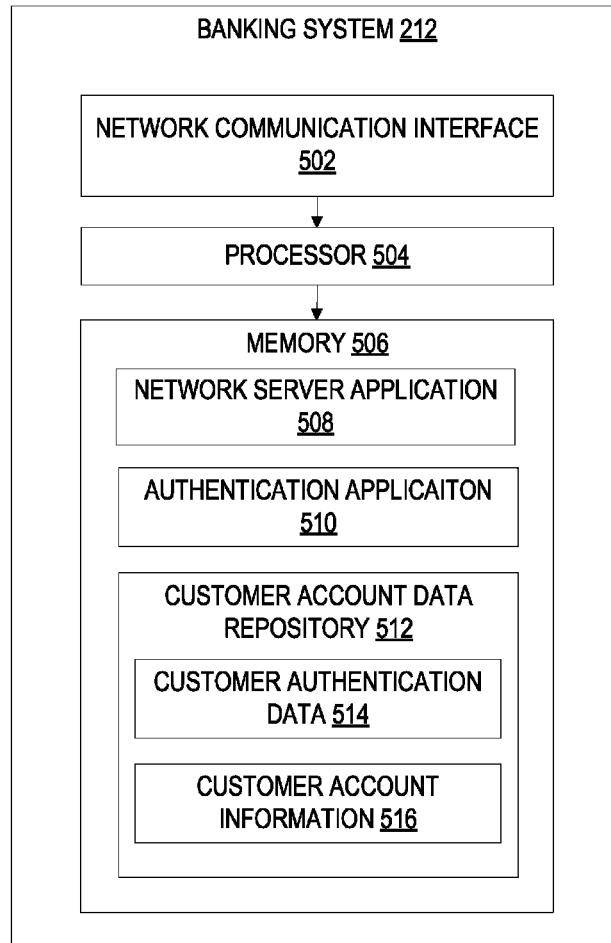 BANKING SYSTEM 212
NETWORK COMMUNICATION INTERFACE
502
PROCESSOR 504
MEMORY 506
NETWORK SERVER APPLICATION
508
AUTHENTICATION APPLICAITON
510
CUSTOMER ACCOUNT DATA
REPOSITORY 512
CUSTOMER AUTHENTICATION
DATA 514
CUSTOMER ACCOUNT
INFORMATION 516